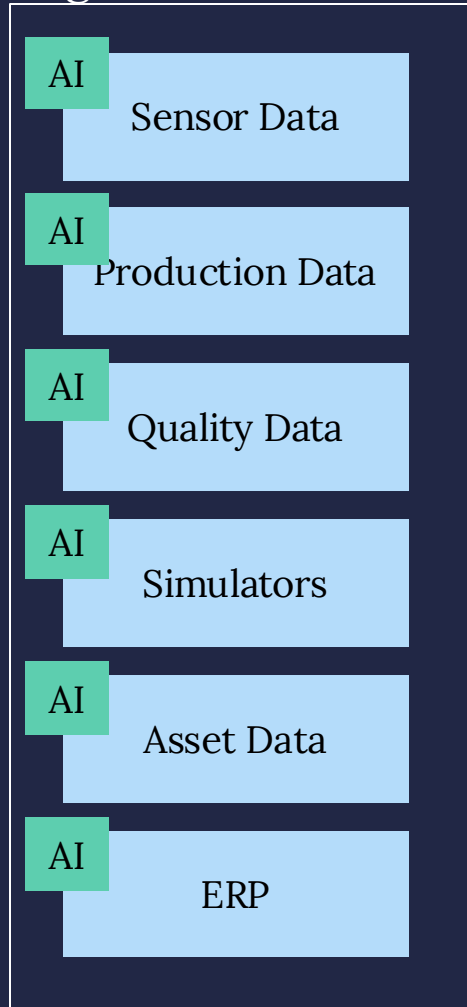 AI
Sensor Data
AI
Production Data
AI
Quality Data
AI
Simulators
AI
Asset Data
AI
ERP